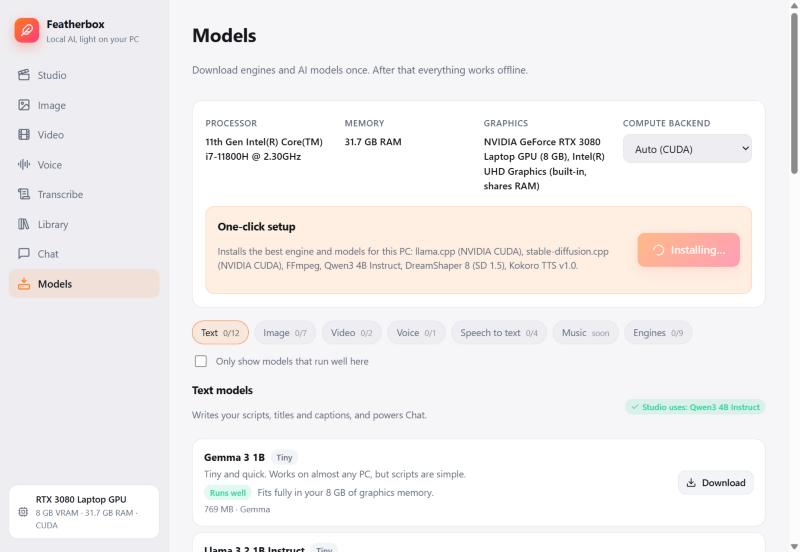 Featherbox
Local AI, light on your PC
Studio
Image
Video
Voice
Transcribe
Library
Chat
Models
RTX 3080 Laptop GPU
8 GB VRAM · 31.7 GB RAM ·
CUDA
Models
Download engines and AI models once. After that everything works offline.
PROCESSOR
11th Gen Intel(R) Core(TM)
i7-11800H @ 2.30GHz
MEMORY
31.7 GB RAM
GRAPHICS
NVIDIA GeForce RTX 3080
Laptop GPU (8 GB), Intel(R)
UHD Graphics (built-in,
shares RAM)
COMPUTE BACKEND
Auto (CUDA)
One-click setup
Installs the best engine and models for this PC: llama.cpp (NVIDIA CUDA), stable-diffusion.cpp
(NVIDIA CUDA), FFmpeg, Qwen3 4B Instruct, DreamShaper 8 (SD 1.5), Kokoro TTS v1.0.
Installing...
Text 0/12
Image 0/7
Video 0/2
Voice 0/1
Speech to text 0/4
Music soon
Engines 0/9
Only show models that run well here
Text models
Writes your scripts, titles and captions, and powers Chat.
Studio uses: Qwen3 4B Instruct
Gemma 3 1B Tiny
Tiny and quick. Works on almost any PC, but scripts are simple.
Runs well Fits fully in your 8 GB of graphics memory.
769 MB · Gemma
Download
Llama 3.2 1B Instruct Tiny